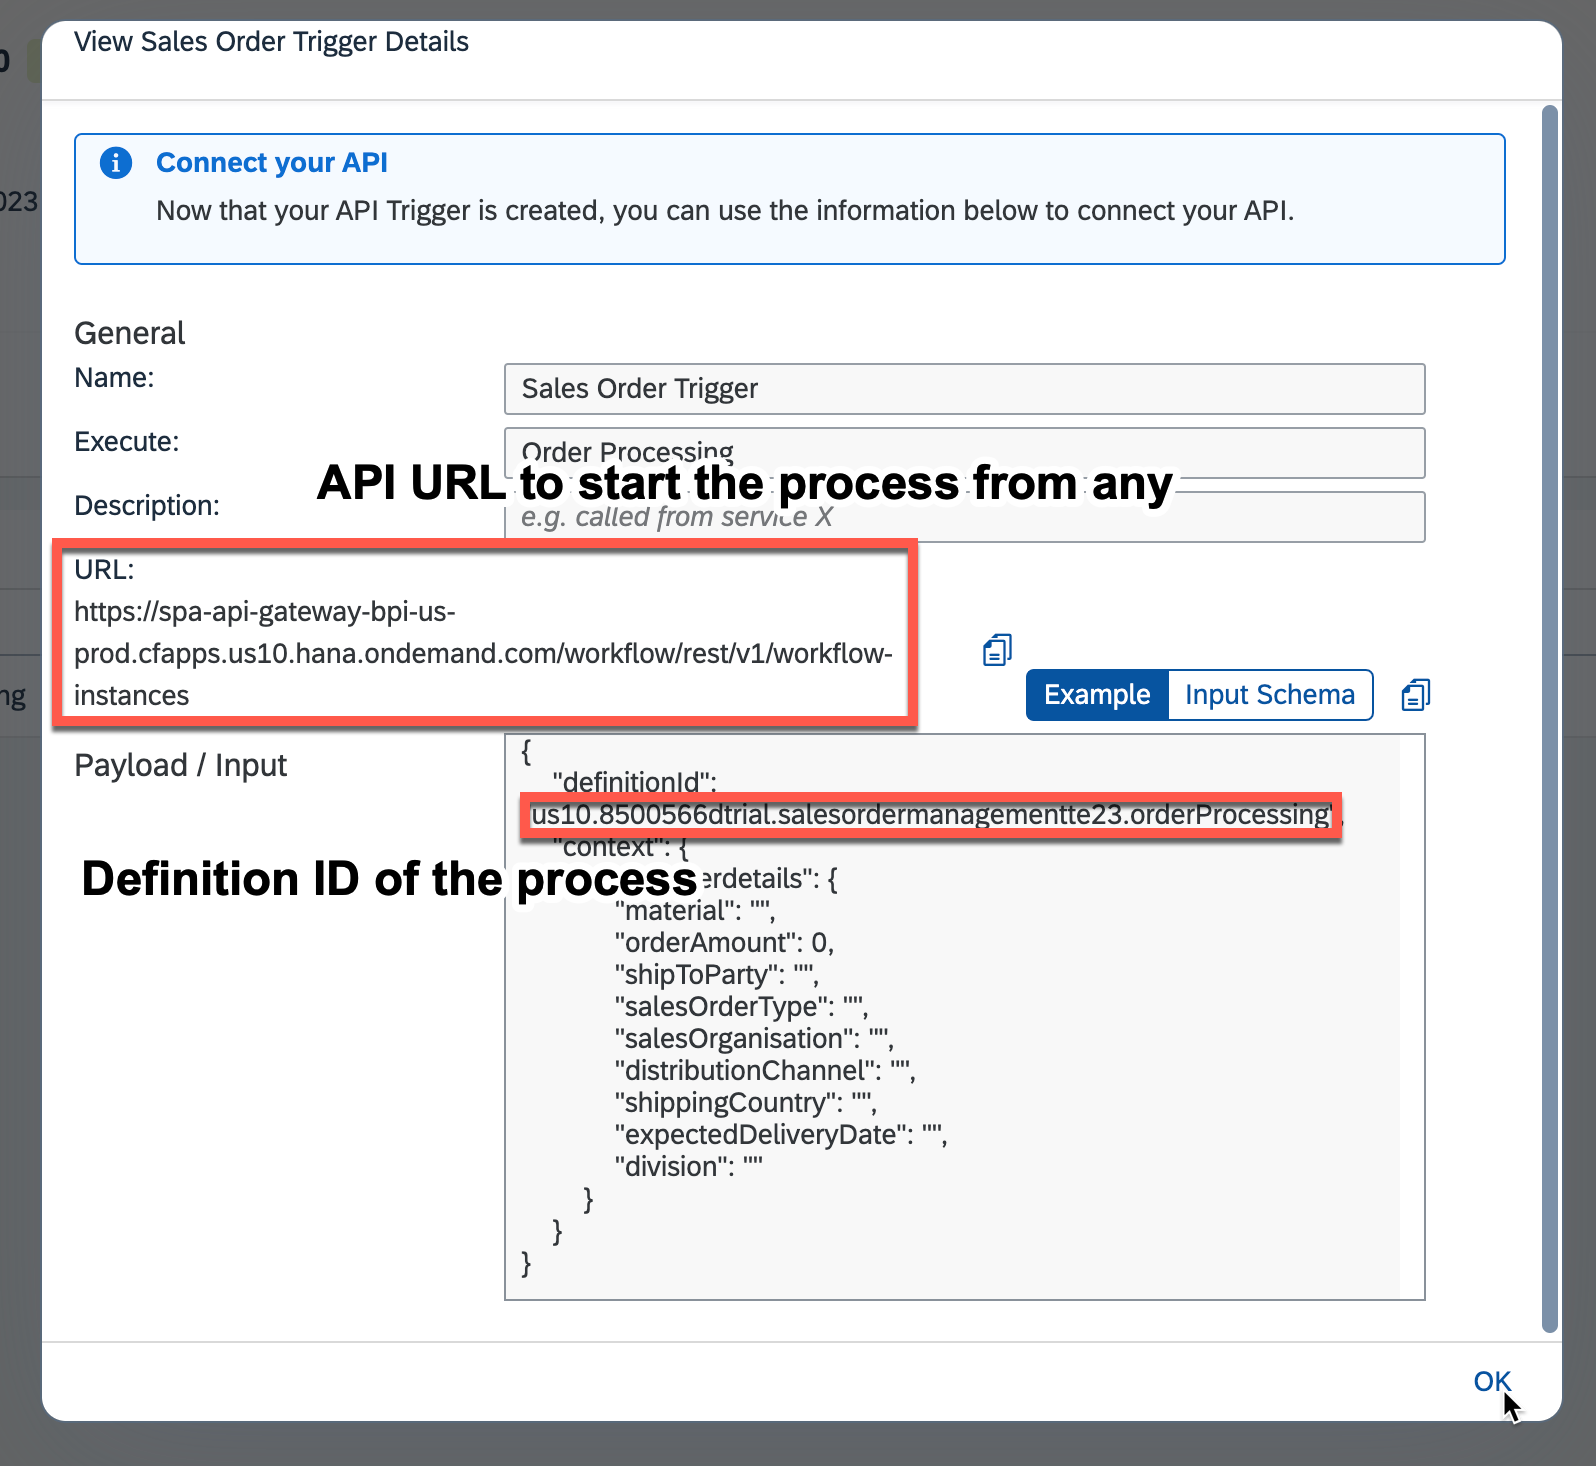 View Sales Order Trigger Details
023
Connect your API
Now that your API Trigger is created, you can use the information below to connect your API.
General
Name:
Sales Order Trigger
Execute:
Order Processing
API URL to start the process from any
Description:
e.g. called from service X
URL:
https://spa-api-gateway-bpi-us-
prod.cfapps.us10.hana.ondemand.com/workflow/rest/v1/workflow-
instances
ng
Example
Input Schema
Payload / Input
{
"definitionId":
us10.8500566dtrial.salesordermanagementte23.orderProcessing",
"context": {
Definition ID of the process
erdetails": {
"material": "",
"orderAmount": 0,
"shipToParty": "",
"salesOrderType": "",
"salesOrganisation": "",
"distributionChannel": "",
"shippingCountry": "",
"expectedDeliveryDate": "",
"division": ""
}
}
}
OK